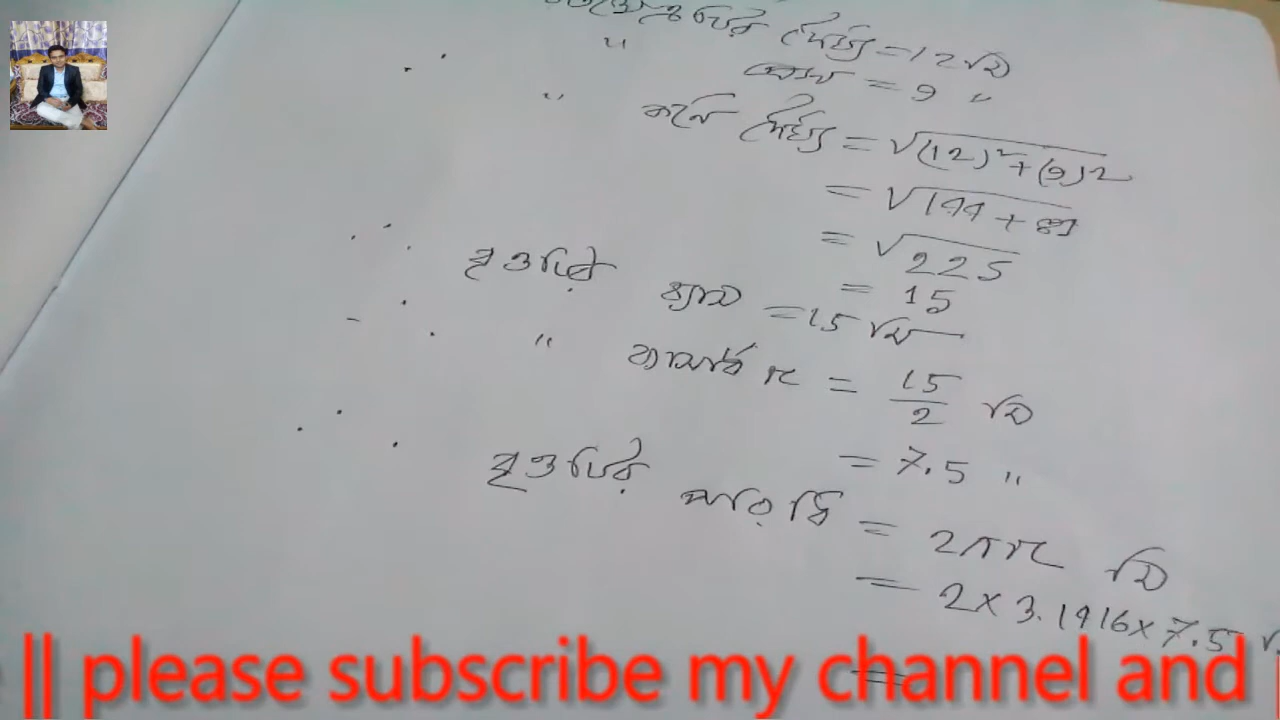 আয়তক্ষেত্রটির দৈর্ঘ্য = 12 মি
" প্রস্থ = 9 "
" কর্ণের দৈর্ঘ্য = √(12)² + (9)2
= √144 + 81
= √225
= 15
বৃত্তটির ব্যাস = 15 মি
" ব্যাসার্ধ r = 15/2 মি
= 7.5 "
বৃত্তটির পরিধি = 2πr মি
= 2 × 3.1416 × 7.5
=
|| please subscribe my channel and |